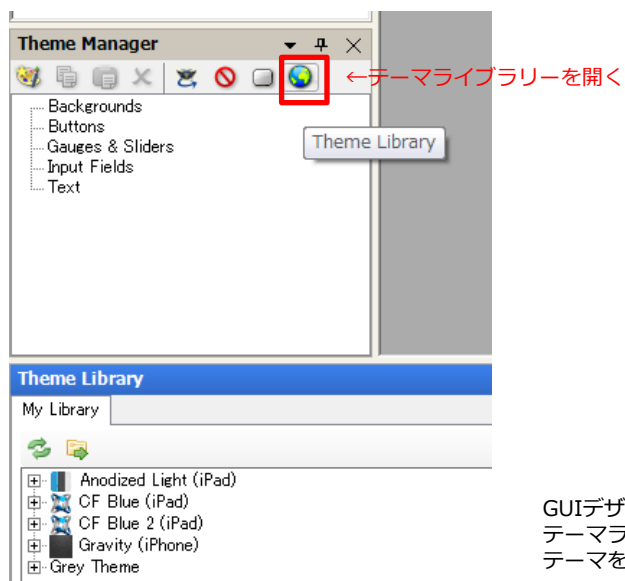 Theme Manager
←テーマライブラリーを開く
Backgrounds
Buttons
Gauges & Sliders
Input Fields
Text
Theme Library
Theme Library
My Library
Anodized Light (iPad)
CF Blue (iPad)
CF Blue 2 (iPad)
Gravity (iPhone)
Grey Theme
GUIデザ
テーマラ
テーマを